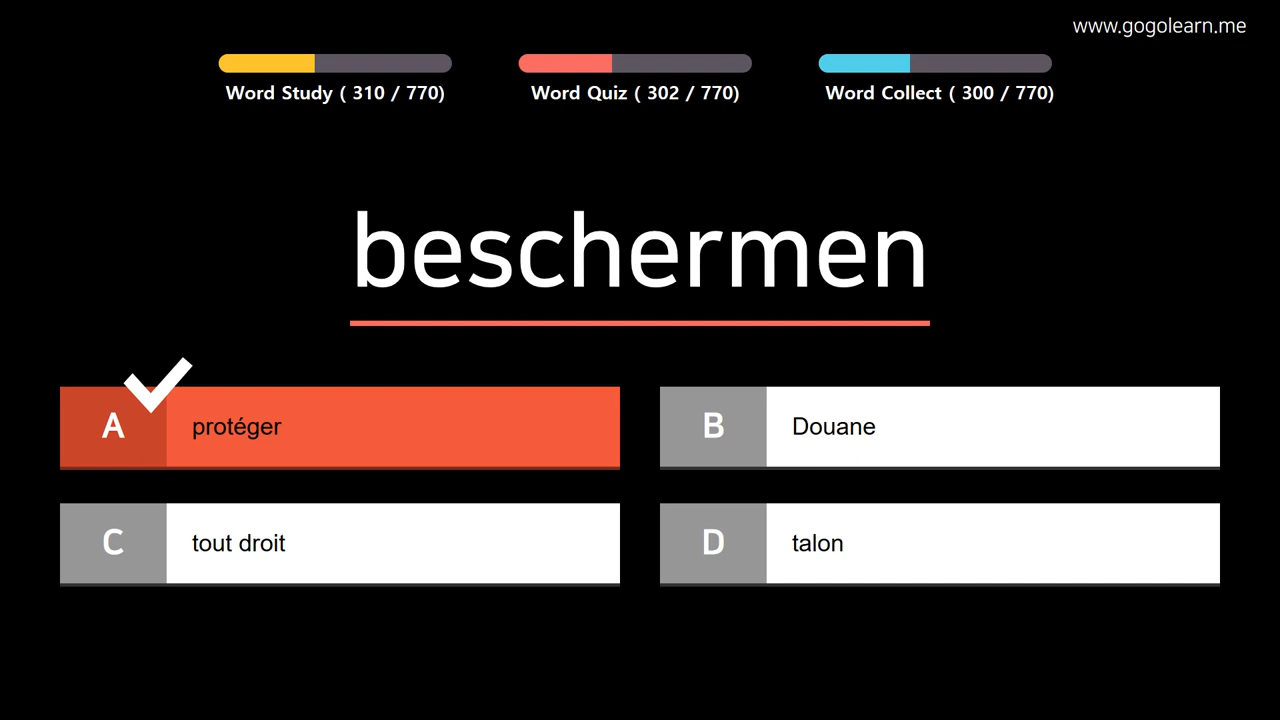 www.gogolearn.me
Word Study ( 310 / 770)
Word Quiz ( 302 / 770)
Word Collect ( 300 / 770)
beschermen
A protéger
B Douane
C tout droit
D talon